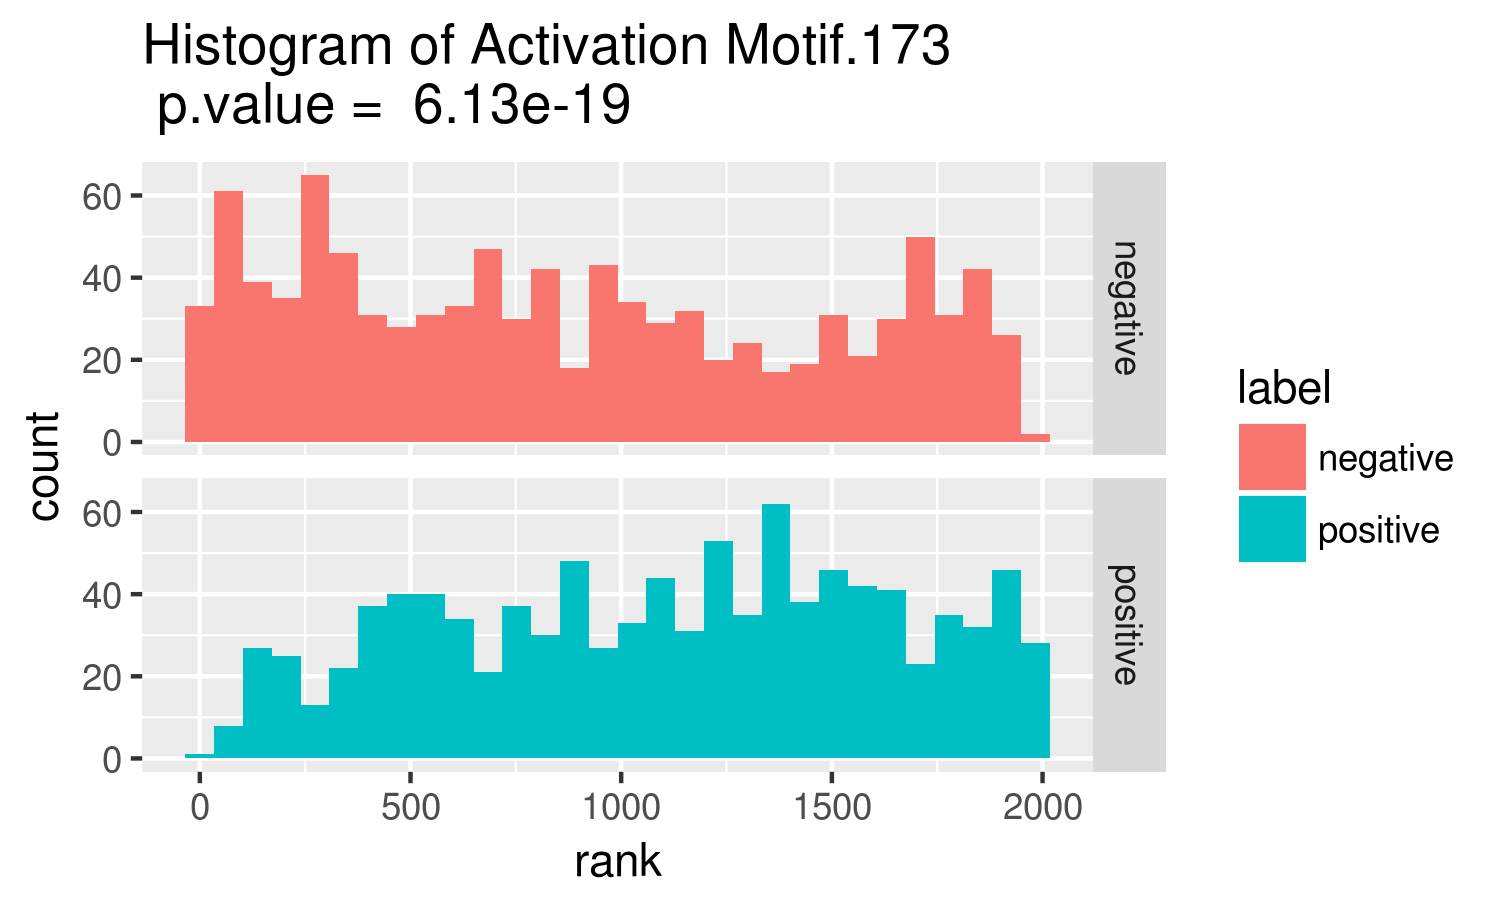 Histogram of Activation Motif.173
p.value =  6.13e-19
count
60
40
20
0
negative
60
40
20
0
positive
0 500 1000 1500 2000
rank
label
negative
positive